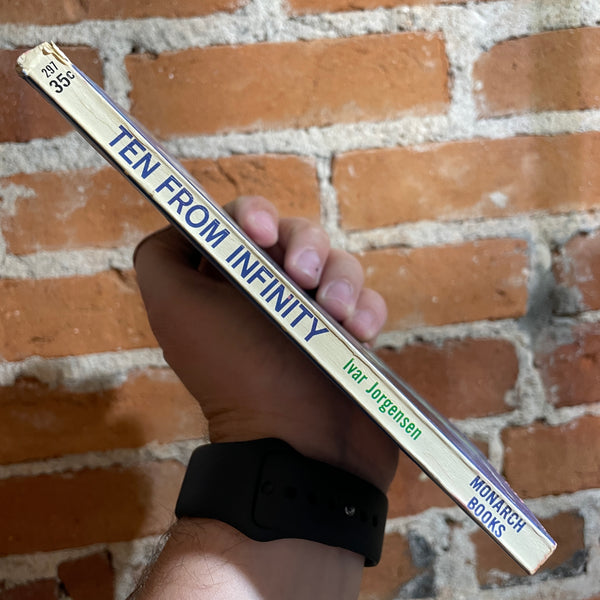 297
35c
TEN FROM INFINITY
Ivar Jorgensen
MONARCH
BOOKS